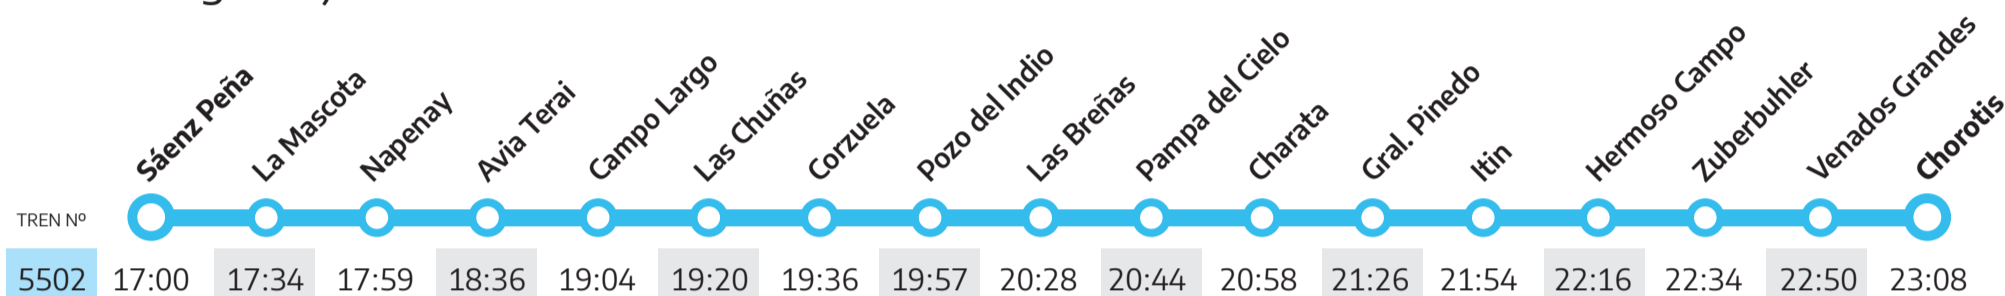 Sáenz Peña
La Mascota
Napenay
Avia Terai
Campo Largo
Las Chuñas
Corzuela
Pozo del Indio
Las Breñas
Pampa del Cielo
Charata
Gral. Pinedo
Itin
Hermoso Campo
Zuberbuhler
Venados Grandes
Chorotis
TREN Nº
5502 17:00 17:34 17:59 18:36 19:04 19:20 19:36 19:57 20:28 20:44 20:58 21:26 21:54 22:16 22:34 22:50 23:08